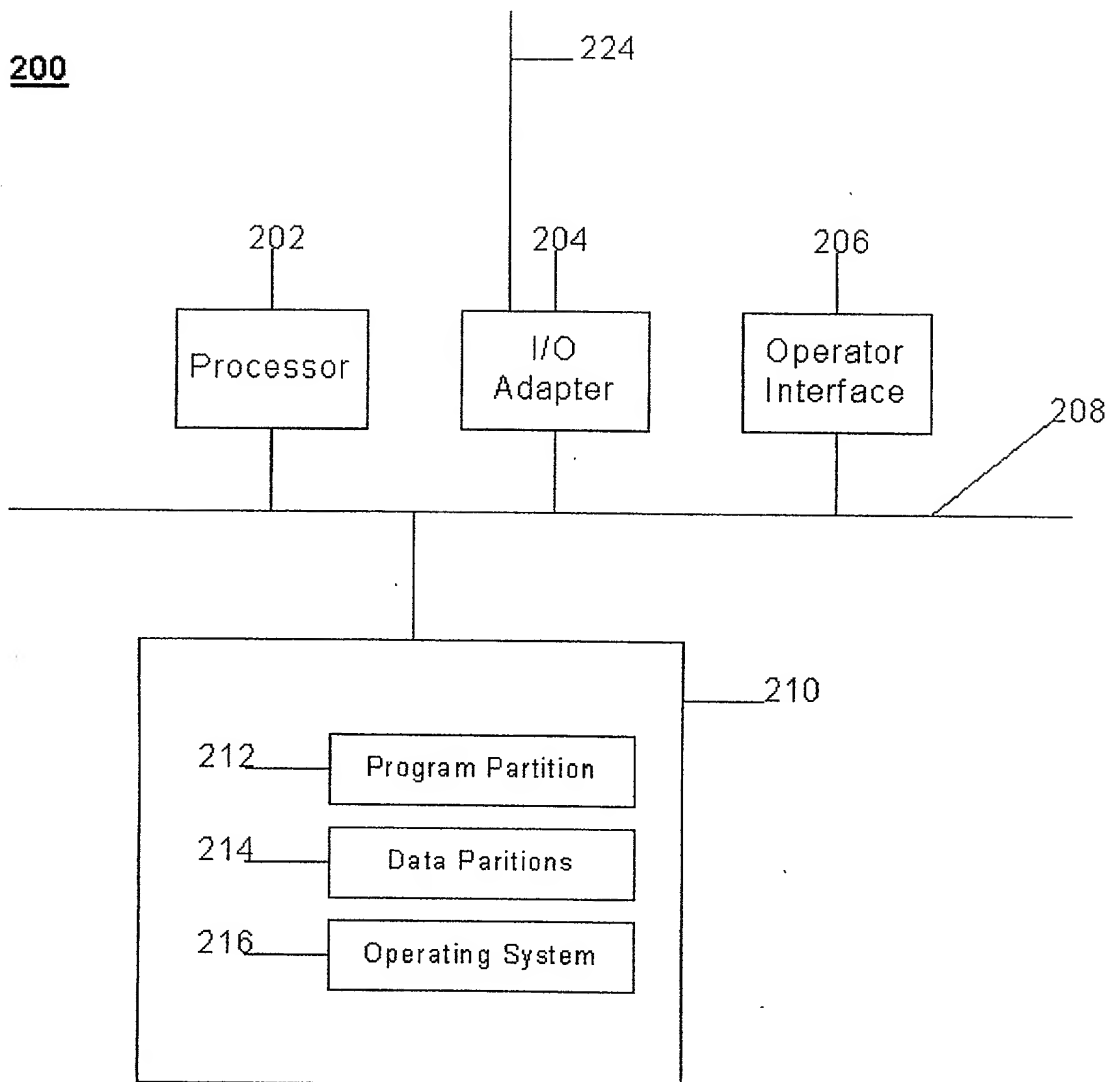 224
200
202
204
206
Processor
I/O
Adapter
Operator
Interface
208
210
212
Program Partition
214
Data Paritions
216
Operating System